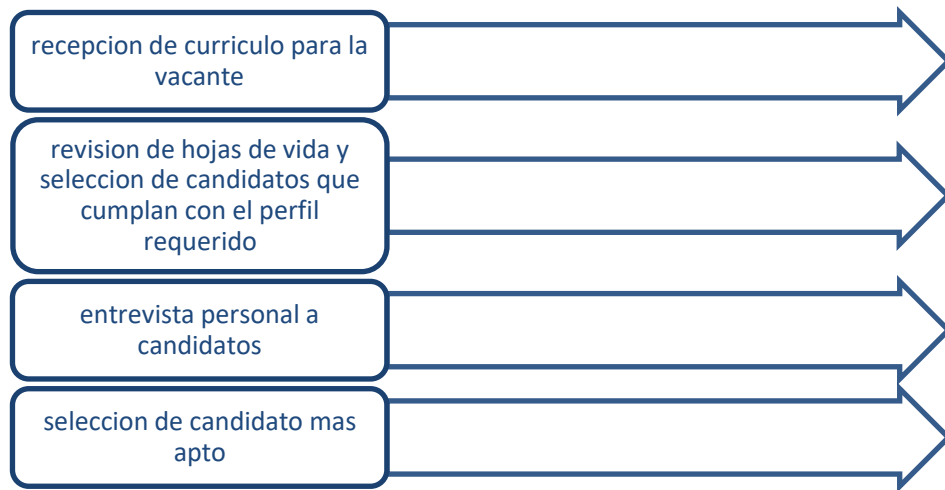 recepcion de curriculo para la
vacante
revision de hojas de vida y
seleccion de candidatos que
cumplan con el perfil
requerido
entrevista personal a
candidatos
seleccion de candidato mas
apto